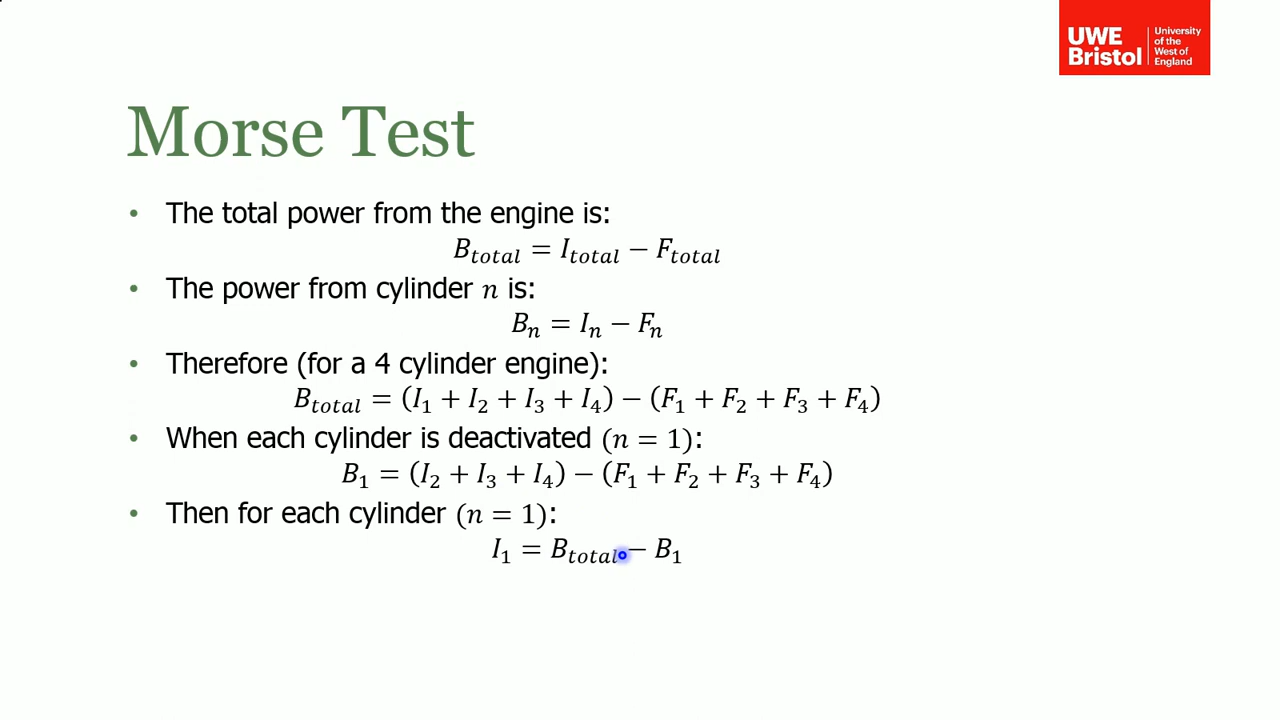 UWE Bristol
University of the West of England
Morse Test
• The total power from the engine is:
B_total = I_total − F_total
• The power from cylinder n is:
B_n = I_n − F_n
• Therefore (for a 4 cylinder engine):
B_total = (I_1 + I_2 + I_3 + I_4) − (F_1 + F_2 + F_3 + F_4)
• When each cylinder is deactivated (n = 1):
B_1 = (I_2 + I_3 + I_4) − (F_1 + F_2 + F_3 + F_4)
• Then for each cylinder (n = 1):
I_1 = B_total − B_1